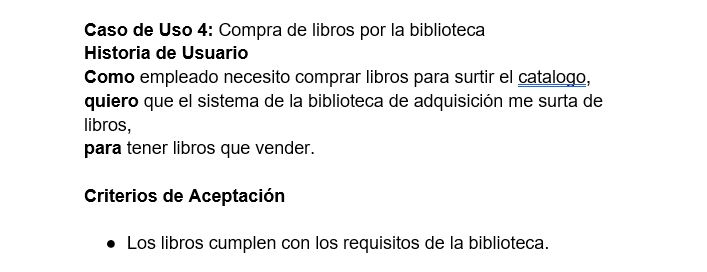 Caso de Uso 4: Compra de libros por la biblioteca
Historia de Usuario
Como empleado necesito comprar libros para surtir el catalogo,
quiero que el sistema de la biblioteca de adquisición me surta de
libros,
para tener libros que vender.
Criterios de Aceptación
● Los libros cumplen con los requisitos de la biblioteca.